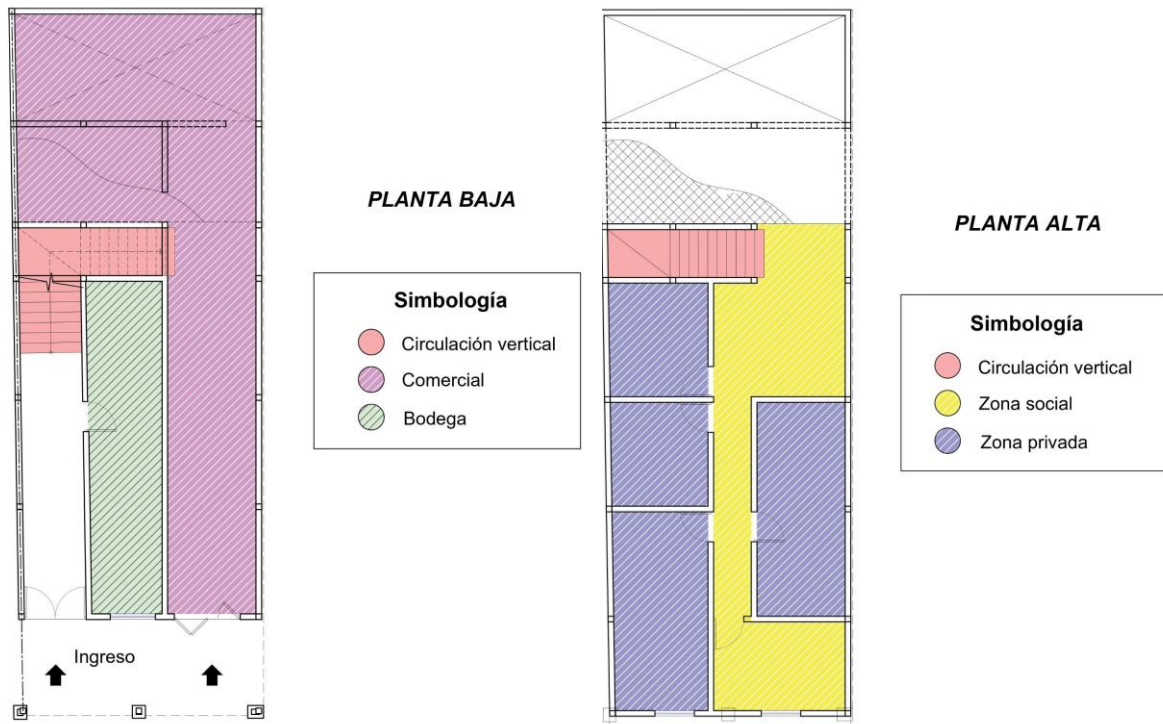 PLANTA BAJA
Simbología
Circulación vertical
Comercial
Bodega
Ingreso
PLANTA ALTA
Simbología
Circulación vertical
Zona social
Zona privada